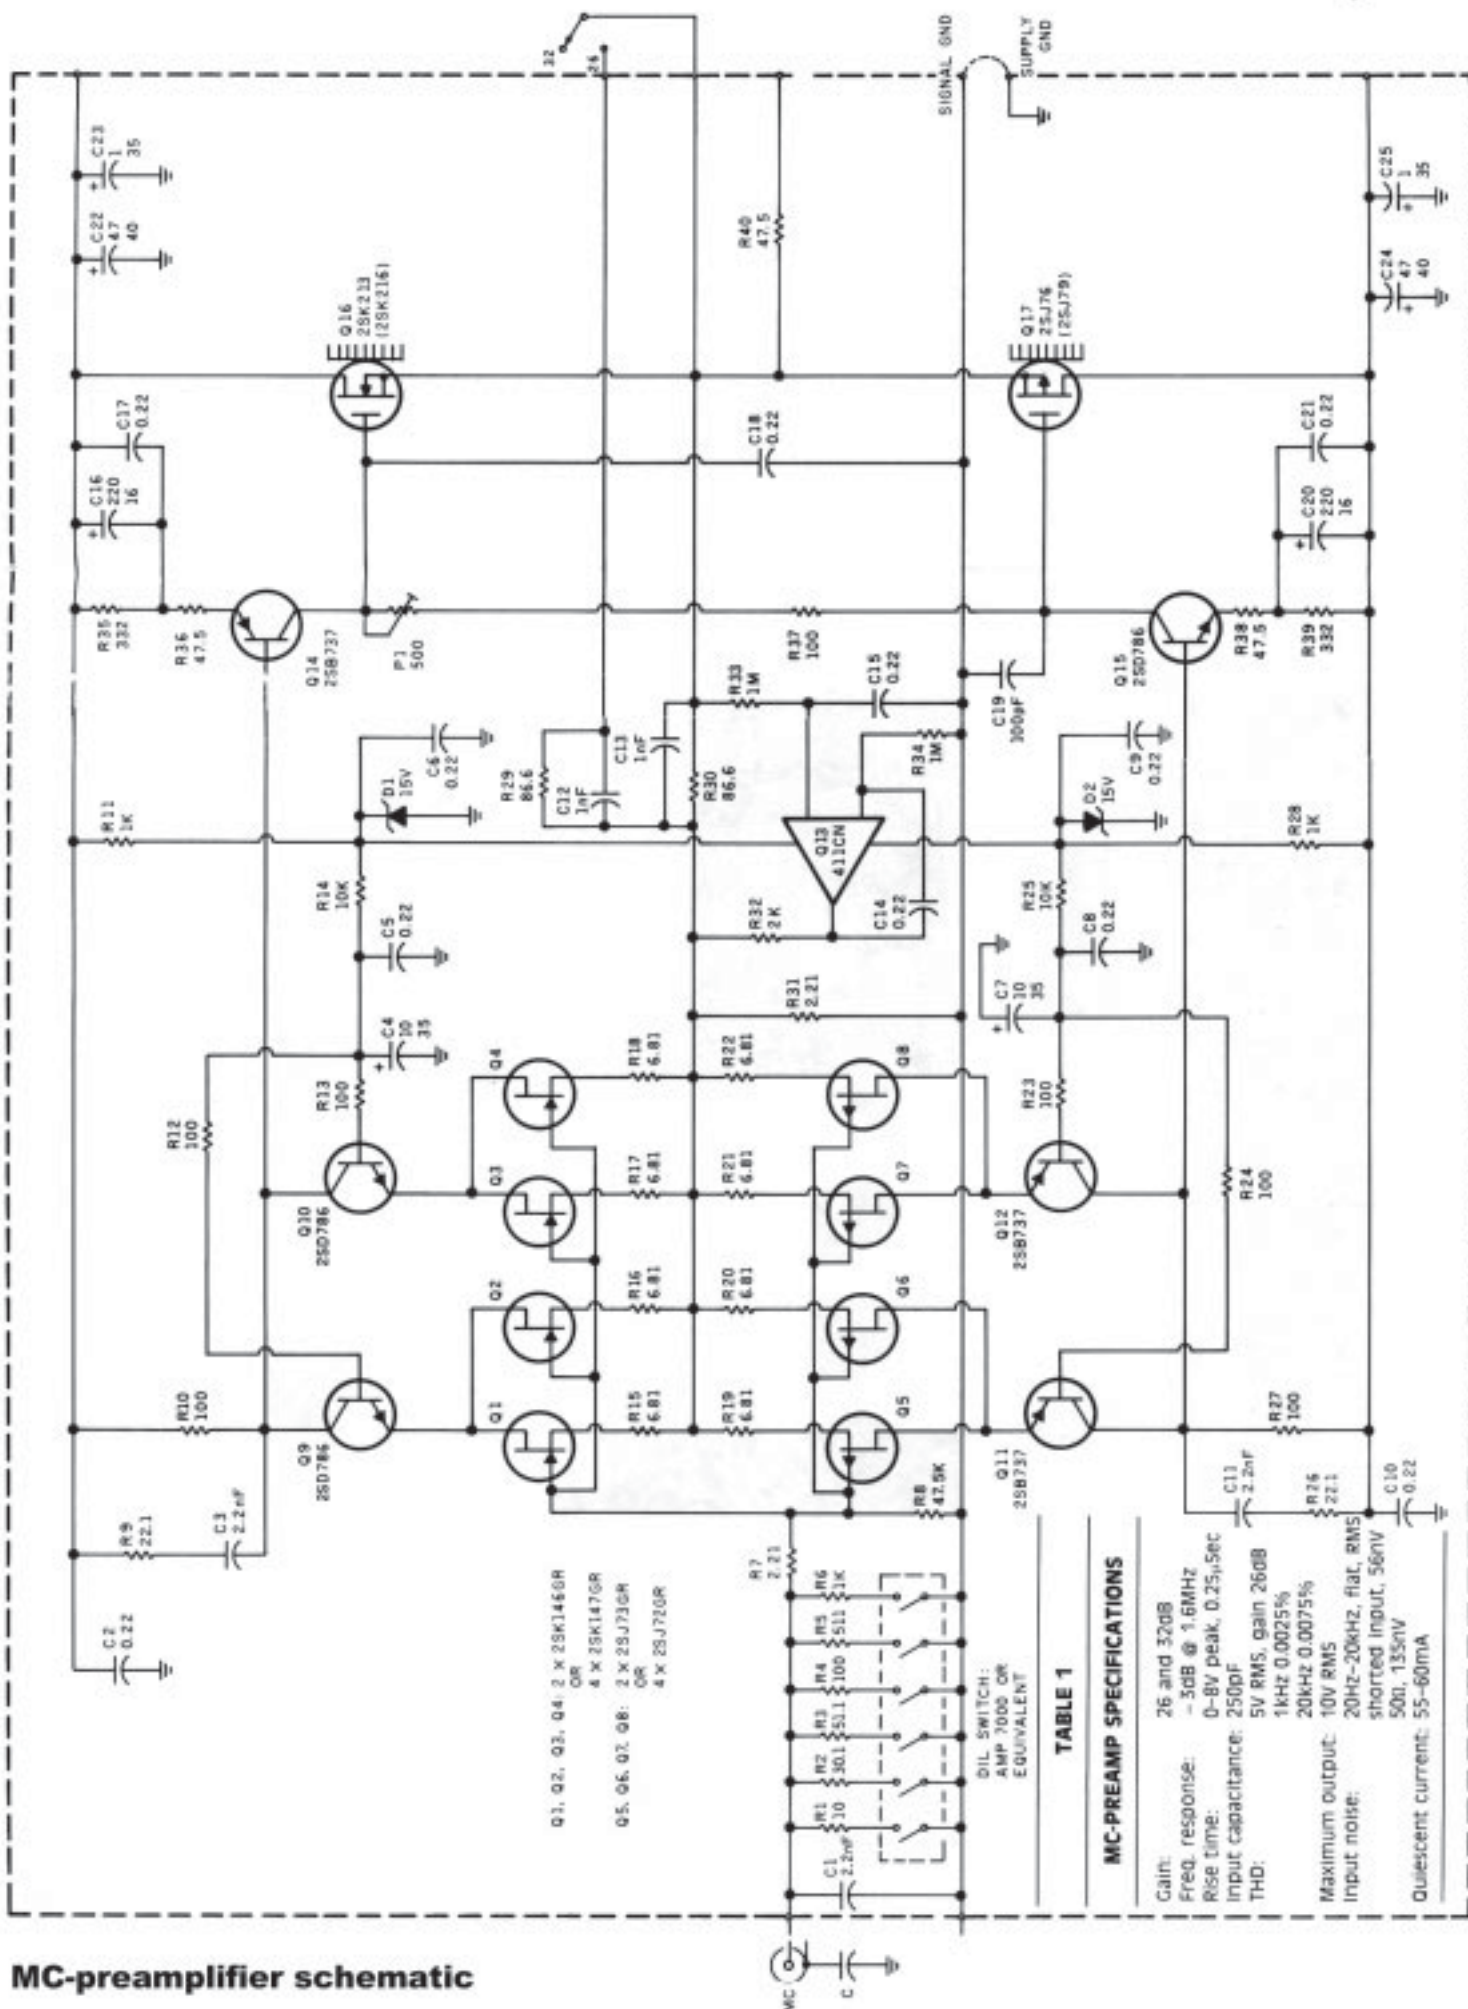 MC-preamplifier schematic
MC
C
C1
2.2nF
R1
10
R2
30.1
R3
51.1
R4
100
R5
511
R6
1K
DIL SWITCH:
AMP 7000 OR
EQUIVALENT
R7
2.21
R8
47.5K
C2
0.22
R9
22.1
C3
2.2nF
R10
100
Q9
2SD786
Q1, Q2, Q3, Q4: 2 X 2SK146GR
OR
4 X 2SK147GR
Q5, Q6, Q7, Q8: 2 X 2SJ73GR
OR
4 X 2SJ72GR
Q1
Q2
Q3
Q4
R15
6.81
R16
6.81
R17
6.81
R18
6.81
R19
6.81
R20
6.81
R21
6.81
R22
6.81
Q5
Q6
Q7
Q8
Q11
2SB737
Q12
2SB737
Q10
2SD786
R12
100
R13
100
C4
10
35
C5
0.22
R14
10K
R11
1K
D1
15V
C6
0.22
R23
100
R24
100
C7
10
35
C8
0.22
R25
10K
D2
15V
C9
0.22
R28
1K
R27
100
C11
2.2nF
R26
22.1
C10
0.22
R31
2.21
R32
2K
C14
0.22
Q13
411CN
R29
86.6
C12
1nF
C13
1nF
R30
86.6
R33
1M
C15
0.22
R34
1M
C19
100pF
R35
332
R36
47.5
C16
220
16
C17
0.22
Q14
2SB737
P1
500
R37
100
Q15
2SD786
R38
47.5
R39
332
C20
220
16
C21
0.22
C18
0.22
Q16
2SK213
(2SK216)
Q17
2SJ76
(2SJ79)
C22
47
40
C23
1
35
R40
47.5
C24
47
40
C25
1
35
32
26
SIGNAL GND
SUPPLY
GND
TABLE 1
MC-PREAMP SPECIFICATIONS
Gain: 26 and 32dB
Freq. response: -3dB @ 1.6MHz
Rise time: 0-8V peak, 0.25µSec
Input capacitance: 250pF
THD: 5V RMS, gain 26dB
1kHz 0.0025%
20kHz 0.0075%
Maximum output: 10V RMS
Input noise: 20Hz-20kHz, flat, RMS
shorted input, 56nV
50Ω, 135nV
Quiescent current: 55-60mA